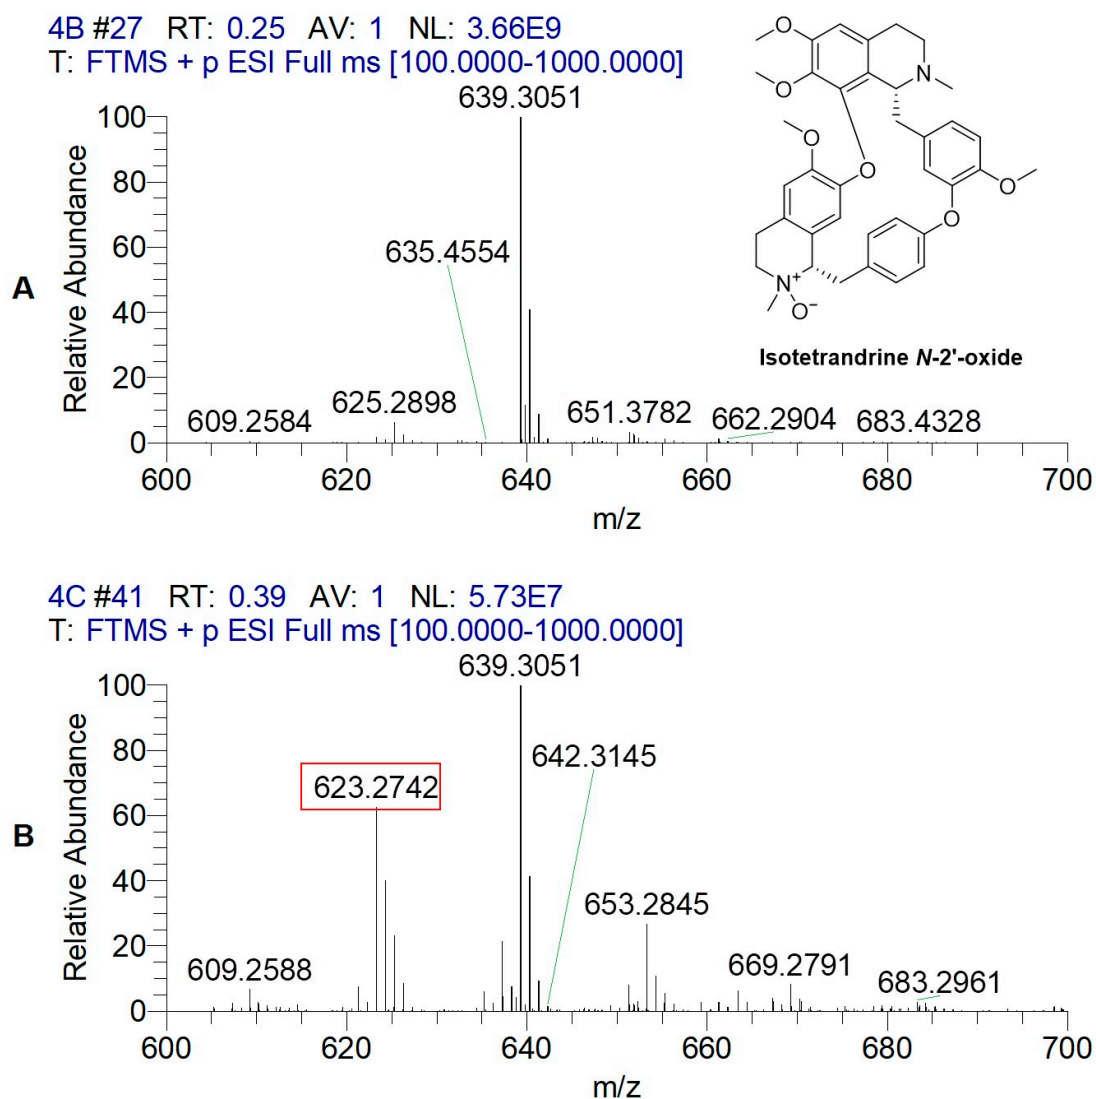 4B #27 RT: 0.25 AV: 1 NL: 3.66E9
T: FTMS + p ESI Full ms [100.0000-1000.0000]
639.3051
100
80
60
40
20
0
Relative Abundance
A
635.4554
609.2584
625.2898
651.3782
662.2904
683.4328
600
620
640
660
680
700
m/z
O
O
N
O
O
O
O
N+
O−
Isotetrandrine N-2'-oxide
4C #41 RT: 0.39 AV: 1 NL: 5.73E7
T: FTMS + p ESI Full ms [100.0000-1000.0000]
639.3051
100
80
60
40
20
0
Relative Abundance
B
642.3145
623.2742
653.2845
609.2588
669.2791
683.2961
600
620
640
660
680
700
m/z